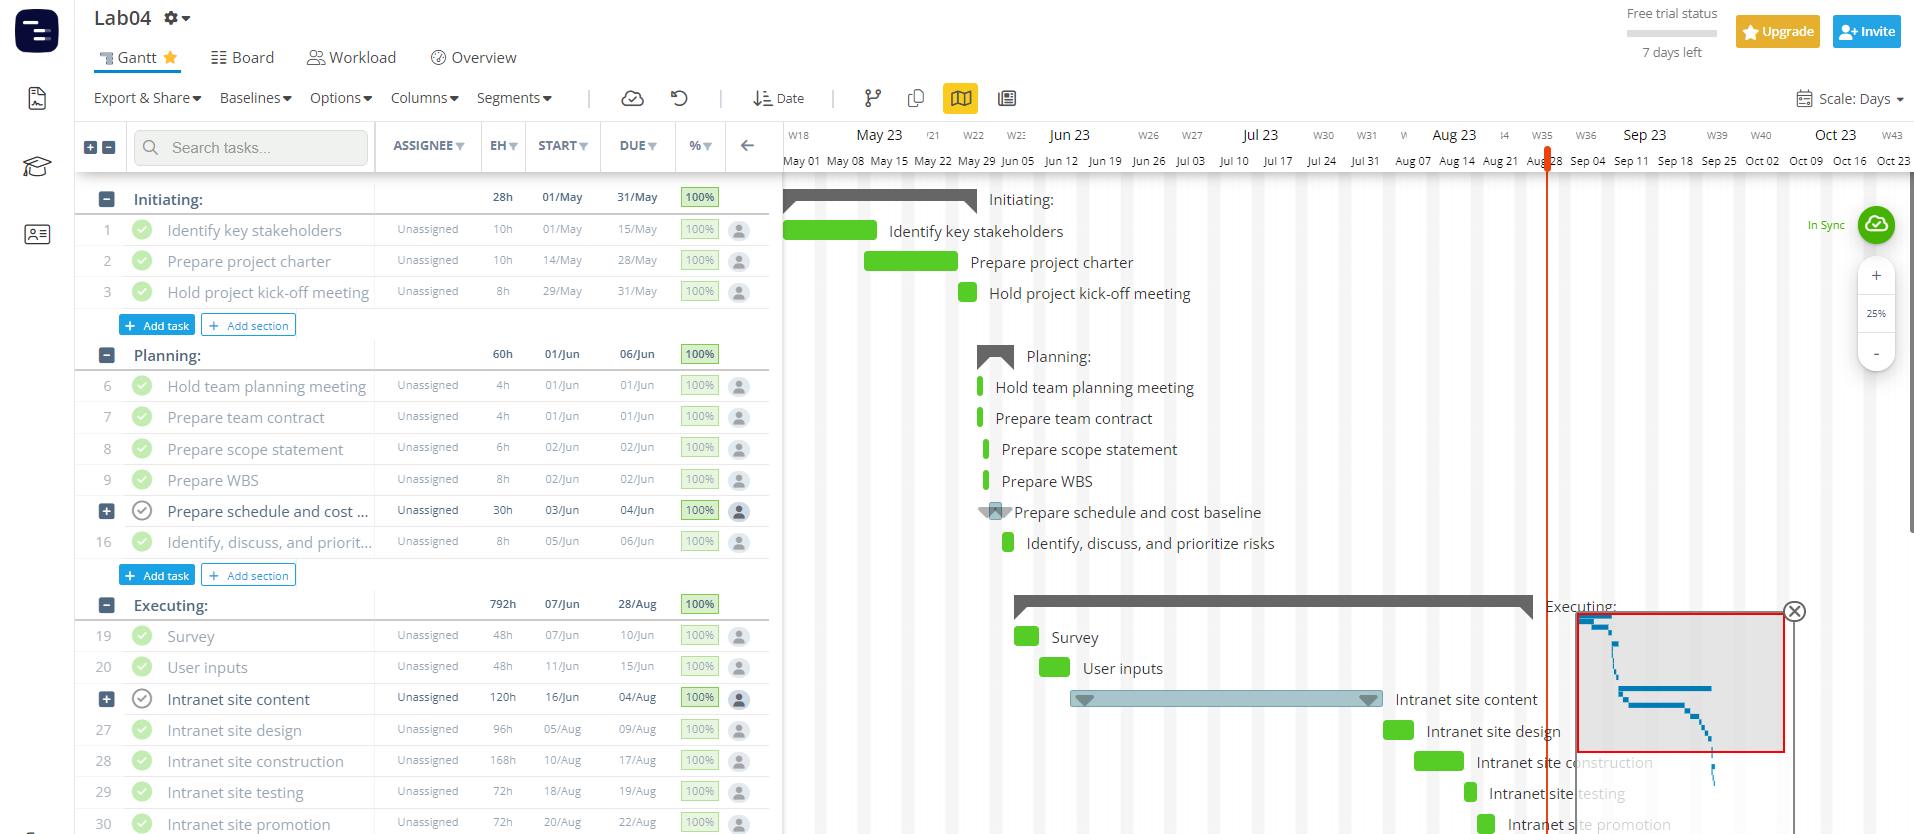 Lab04
Free trial status
7 days left
Upgrade
Invite
Gantt
Board
Workload
Overview
Export & Share
Baselines
Options
Columns
Segments
Date
Scale: Days
Search tasks...
ASSIGNEE
EH
START
DUE
%
W18 May 23 W22 Jun 23 W26 W27 Jul 23 W30 W31 W Aug 23 W35 W36 Sep 23 W39 W40 Oct 23 W43
May 01 May 08 May 15 May 22 May 29 Jun 05 Jun 12 Jun 19 Jun 26 Jul 03 Jul 10 Jul 17 Jul 24 Jul 31 Aug 07 Aug 14 Aug 21 Aug 28 Sep 04 Sep 11 Sep 18 Sep 25 Oct 02 Oct 09 Oct 16 Oct 23
Initiating: 28h 01/May 31/May 100% Initiating:
1 Identify key stakeholders Unassigned 10h 01/May 15/May 100% Identify key stakeholders
In Sync
2 Prepare project charter Unassigned 10h 14/May 28/May 100% Prepare project charter
+
3 Hold project kick-off meeting Unassigned 8h 29/May 31/May 100% Hold project kick-off meeting
25%
+ Add task + Add section
-
Planning: 60h 01/Jun 06/Jun 100% Planning:
6 Hold team planning meeting Unassigned 4h 01/Jun 01/Jun 100% Hold team planning meeting
7 Prepare team contract Unassigned 4h 01/Jun 01/Jun 100% Prepare team contract
8 Prepare scope statement Unassigned 6h 02/Jun 02/Jun 100% Prepare scope statement
9 Prepare WBS Unassigned 8h 02/Jun 02/Jun 100% Prepare WBS
Prepare schedule and cost ... Unassigned 30h 03/Jun 04/Jun 100% Prepare schedule and cost baseline
16 Identify, discuss, and priorit... Unassigned 8h 05/Jun 06/Jun 100% Identify, discuss, and prioritize risks
+ Add task + Add section
Executing: 792h 07/Jun 28/Aug 100% Executing:
19 Survey Unassigned 48h 07/Jun 10/Jun 100% Survey
20 User inputs Unassigned 48h 11/Jun 15/Jun 100% User inputs
Intranet site content Unassigned 120h 16/Jun 04/Aug 100% Intranet site content
27 Intranet site design Unassigned 96h 05/Aug 09/Aug 100% Intranet site design
28 Intranet site construction Unassigned 168h 10/Aug 17/Aug 100% Intranet site construction
29 Intranet site testing Unassigned 72h 18/Aug 19/Aug 100% Intranet site testing
30 Intranet site promotion Unassigned 72h 20/Aug 22/Aug 100% Intranet site promotion